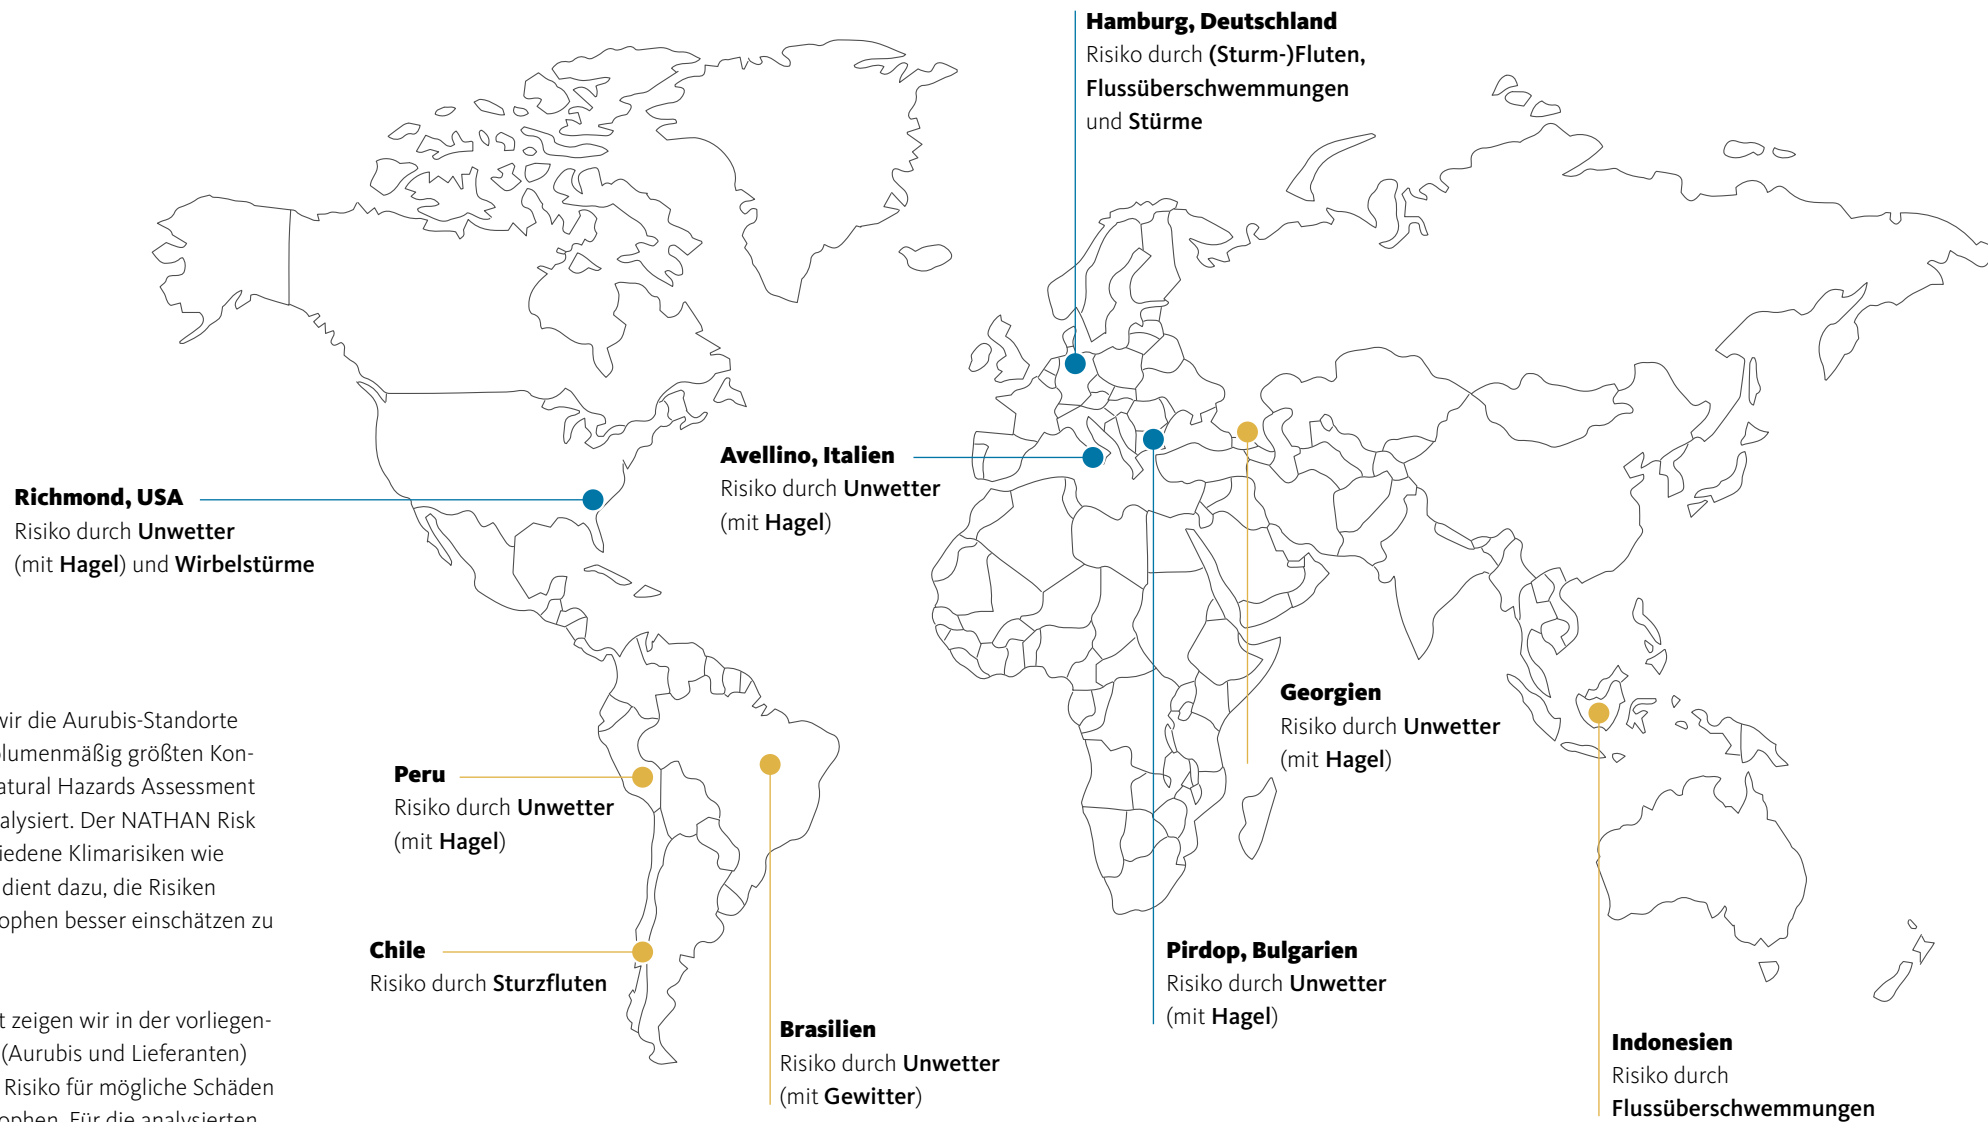 Hamburg, Deutschland
Risiko durch (Sturm-)Fluten,
Flussüberschwemmungen
und Stürme
Avellino, Italien
Risiko durch Unwetter
(mit Hagel)
Richmond, USA
Risiko durch Unwetter
(mit Hagel) und Wirbelstürme
Georgien
Risiko durch Unwetter
(mit Hagel)
Peru
Risiko durch Unwetter
(mit Hagel)
Chile
Risiko durch Sturzfluten
Pirdop, Bulgarien
Risiko durch Unwetter
(mit Hagel)
Brasilien
Risiko durch Unwetter
(mit Gewitter)
Indonesien
Risiko durch
Flussüberschwemmungen
wir die Aurubis-Standorte
olumenmäßig größten Kon-
atural Hazards Assessment
alysiert. Der NATHAN Risk
iedene Klimarisiken wie
dient dazu, die Risiken
ophen besser einschätzen zu
t zeigen wir in der vorliegen-
(Aurubis und Lieferanten)
Risiko für mögliche Schäden
ophen. Für die analysierten